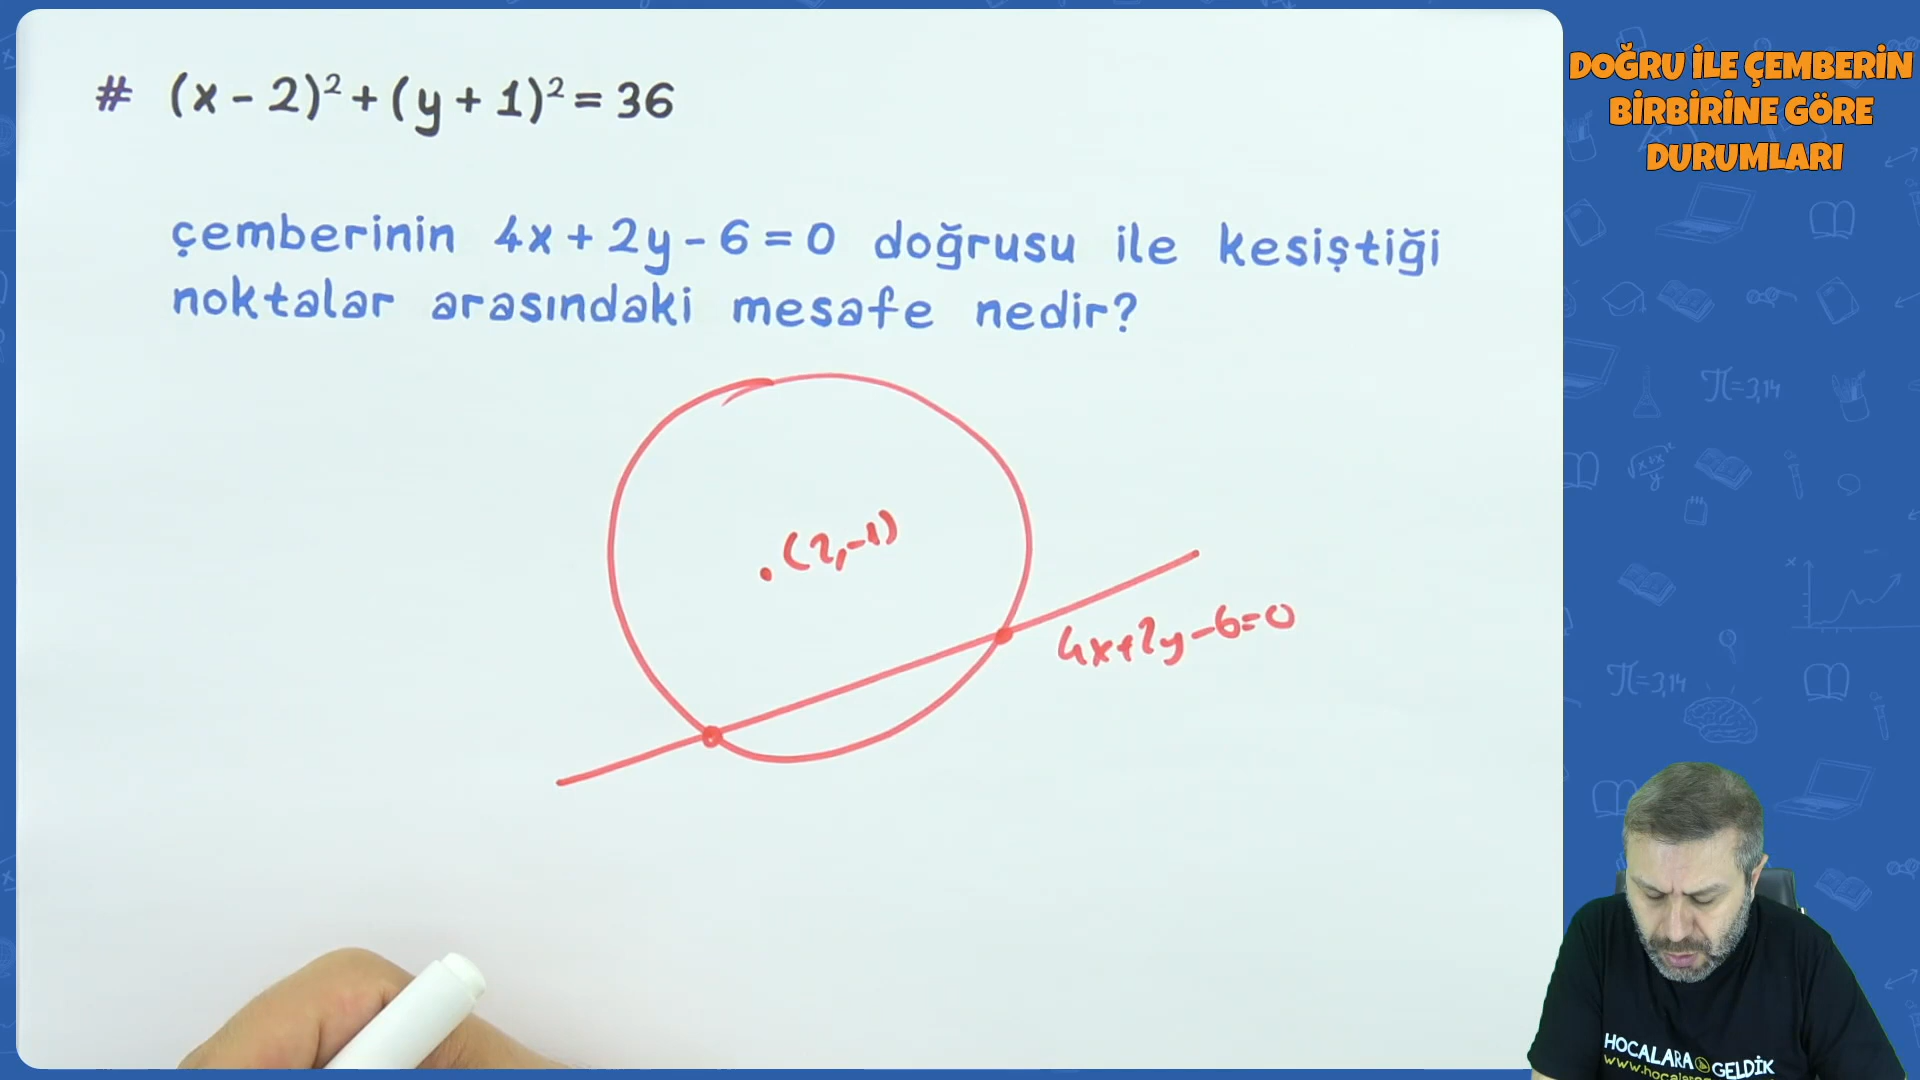 # (x - 2)² + (y + 1)² = 36
çemberinin 4x + 2y - 6 = 0 doğrusu ile kesiştiği
noktalar arasındaki mesafe nedir?
(2,-1)
4x+2y-6=0
DOĞRU İLE ÇEMBERİN
BİRBİRİNE GÖRE
DURUMLARI
π=3,14
π=3,14
HOCALARA GELDİK